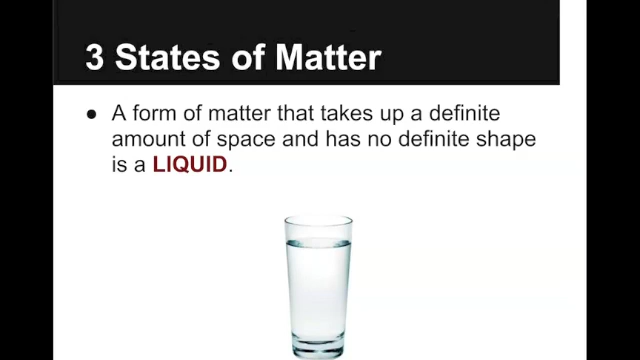 3 States of Matter
● A form of matter that takes up a definite
amount of space and has no definite shape
is a LIQUID.